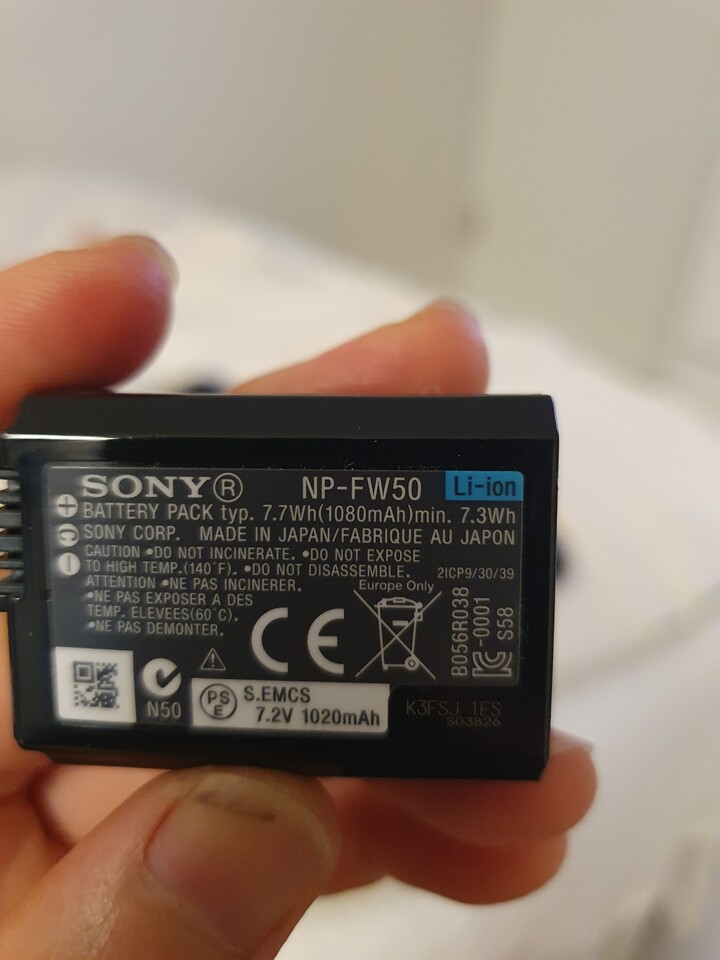 SONY® NP-FW50 Li-ion
BATTERY PACK typ. 7.7Wh(1080mAh)min. 7.3Wh
SONY CORP. MADE IN JAPAN/FABRIQUE AU JAPON
CAUTION •DO NOT INCINERATE. •DO NOT EXPOSE
TO HIGH TEMP.(140°F). •DO NOT DISASSEMBLE.
ATTENTION •NE PAS INCINERER.
•NE PAS EXPOSER A DES
TEMP. ELEVEES(60°C).
•NE PAS DEMONTER.
+
C
−
2ICP9/30/39
Europe Only
CE
B056R038
-0001
S58
N50
PS
E
S.EMCS
7.2V 1020mAh
K3FSJ 1ES
S03826